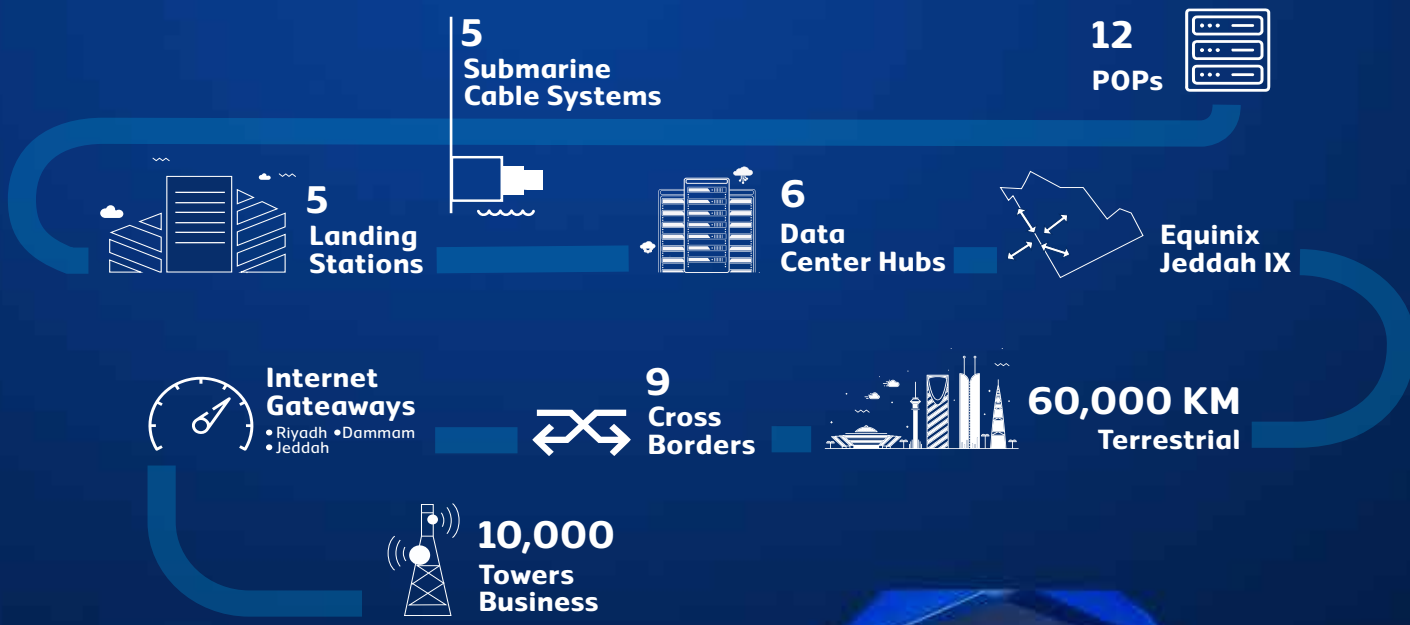 5
Submarine
Cable Systems
12
POPs
5
Landing
Stations
6
Data
Center Hubs
Equinix
Jeddah IX
Internet
Gateaways
• Riyadh •Dammam
• Jeddah
9
Cross
Borders
60,000 KM
Terrestrial
10,000
Towers
Business